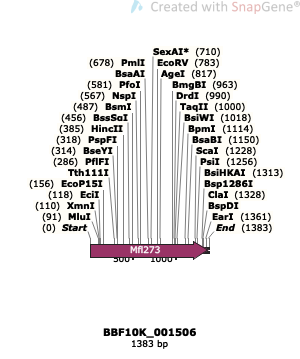 Created with SnapGene®
SexAI* (710)
(678) PmlI EcoRV (783)
BsaAI AgeI (817)
(581) PfoI BmgBI (963)
(567) NspI DrdI (990)
(487) BsmI TaqII (1000)
(456) BssSαI BsiWI (1018)
(385) HincII BpmI (1114)
(318) PspFI BsaBI (1150)
(314) BseYI ScaI (1228)
(286) PflFI PsiI (1256)
Tth111I BsiHKAI (1313)
(156) EcoP15I Bsp1286I
(118) EciI ClaI (1328)
(110) XmnI BspDI
(91) MluI EarI (1361)
(0) Start End (1383)
Mfl273
500 1000
BBF10K_001506
1383 bp